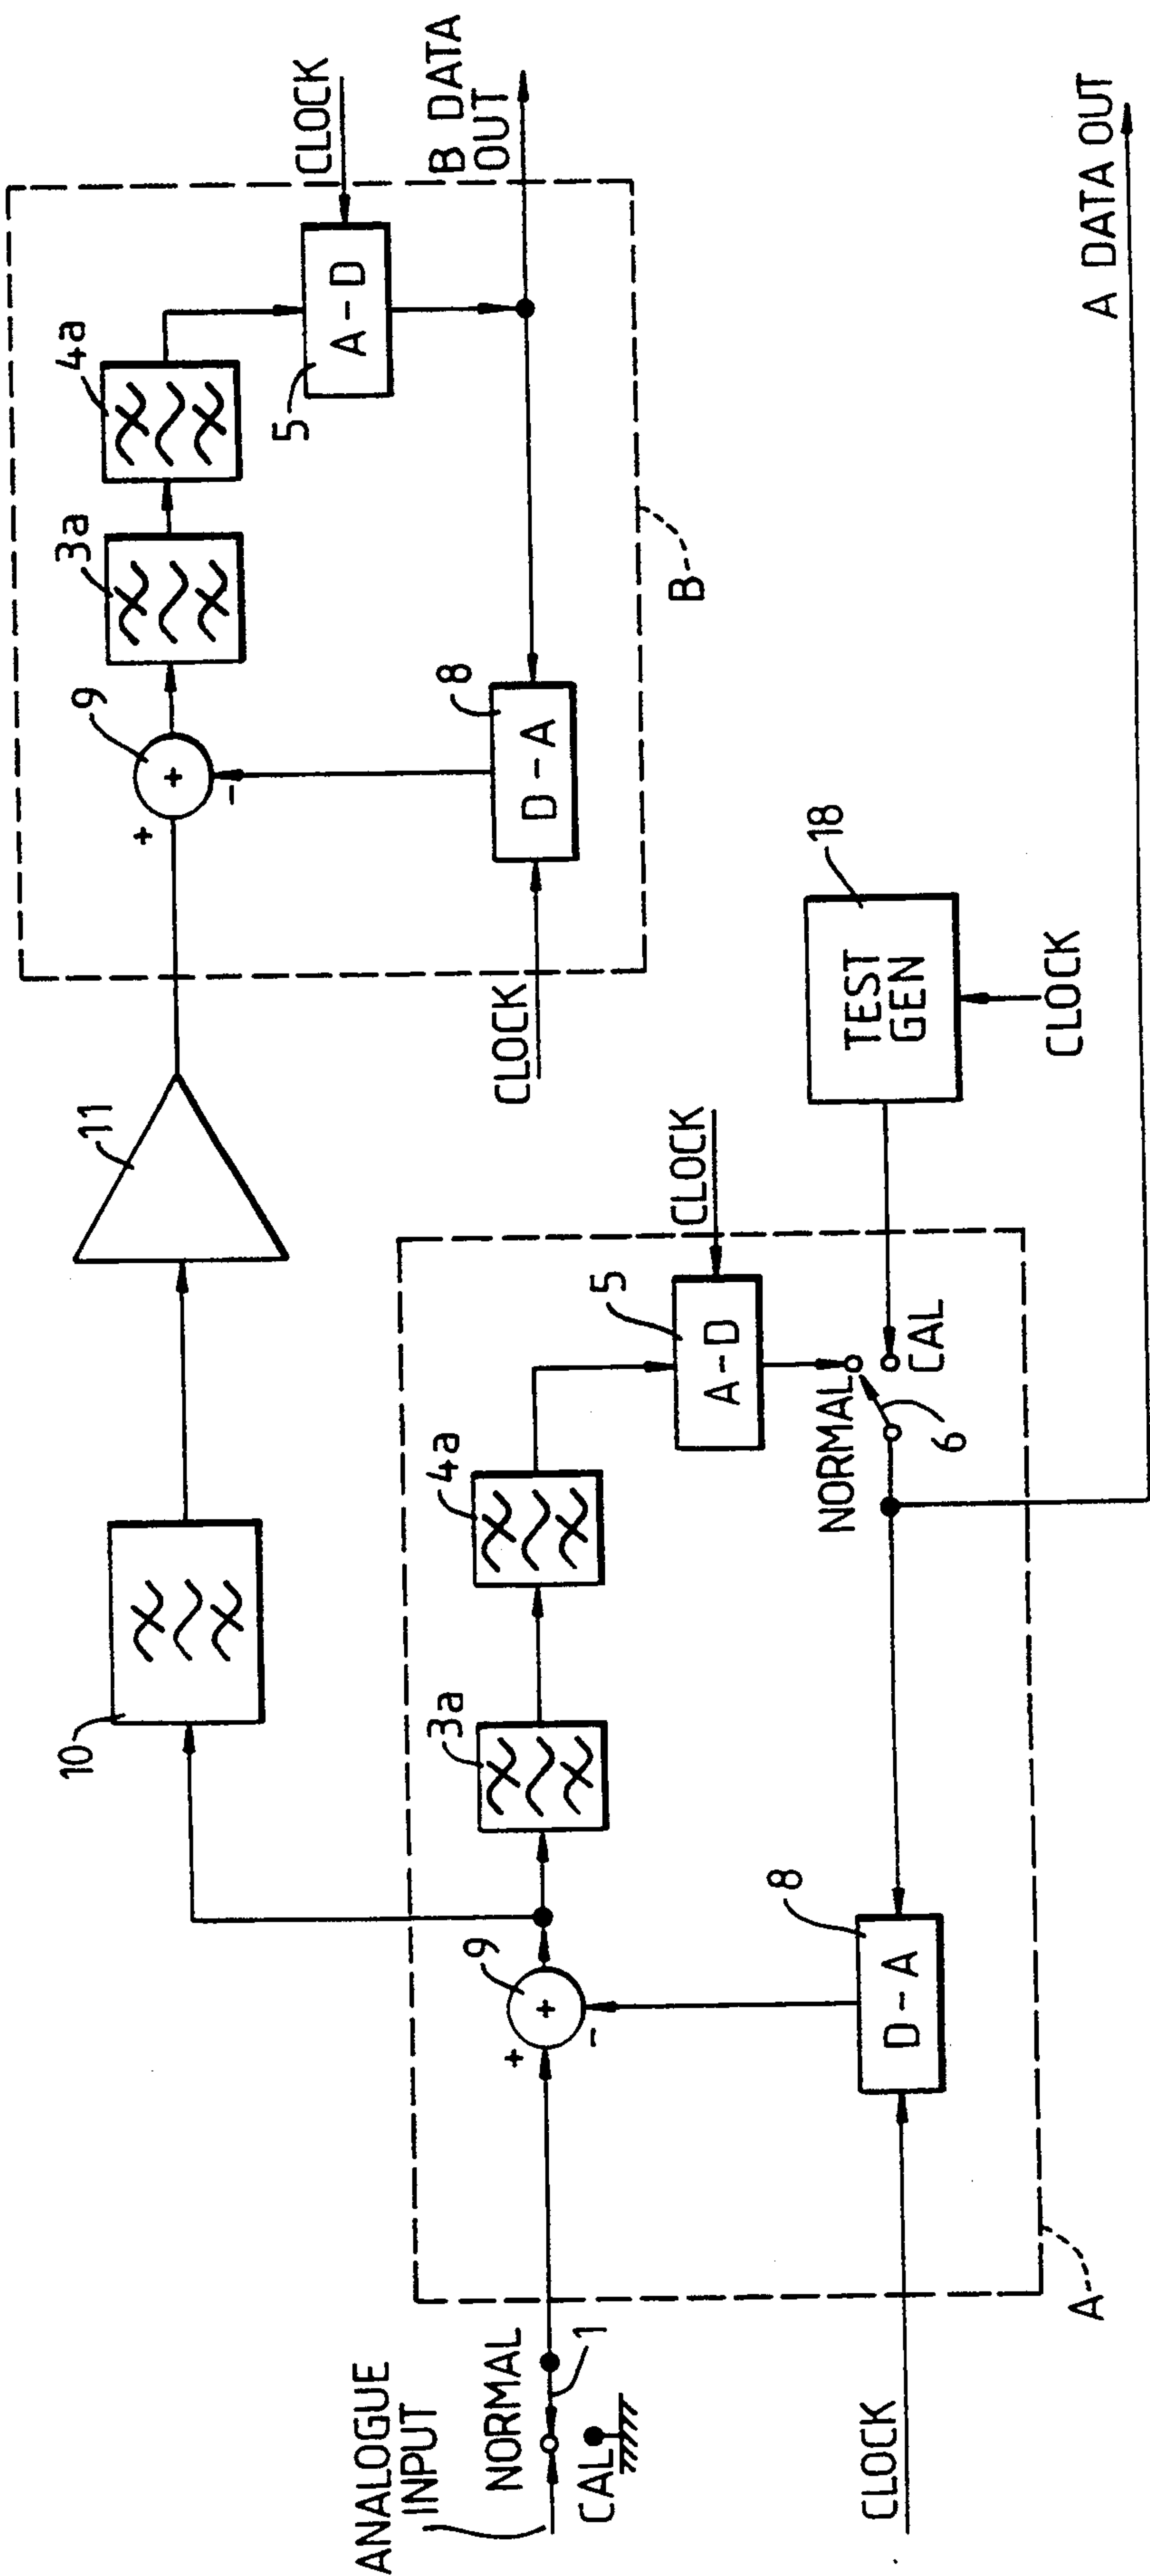 ANALOGUE
INPUT
NORMAL
CAL
1
CLOCK
A
9
+
+
-
8
D-A
3a
4a
5
A-D
CLOCK
NORMAL
CAL
6
10
11
18
TEST
GEN
CLOCK
A DATA OUT
B
CLOCK
9
+
+
-
8
D-A
3a
4a
5
A-D
CLOCK
B DATA
OUT